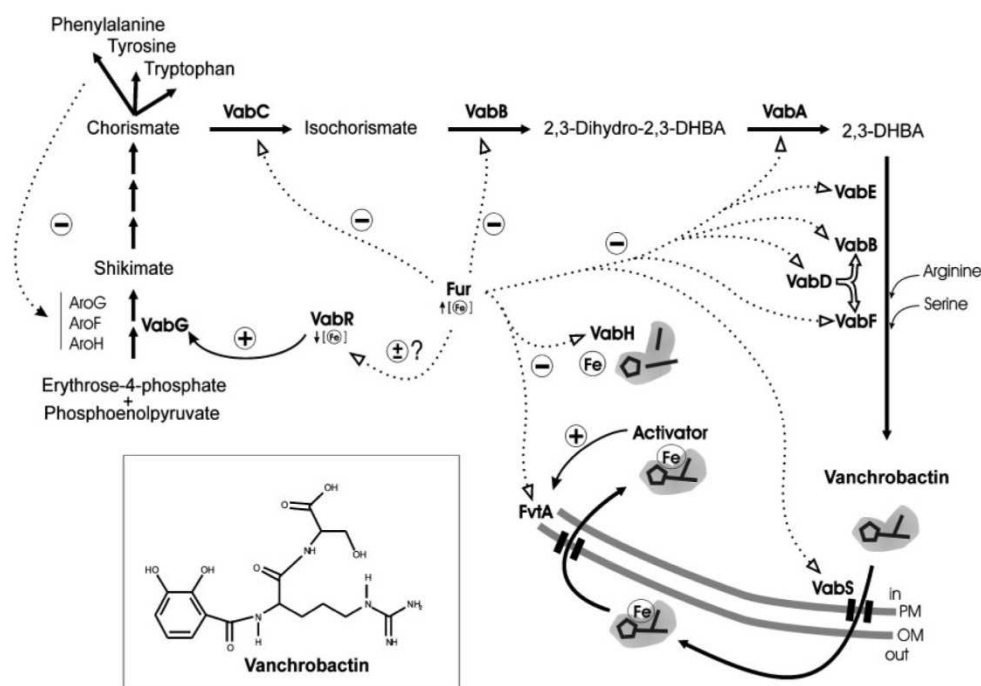 Phenylalanine
Tyrosine
Tryptophan
Chorismate
VabC
Isochorismate
VabB
2,3-Dihydro-2,3-DHBA
VabA
2,3-DHBA
−
−
−
−
Shikimate
AroG
AroF
AroH
VabG
+
VabR
↓[Fe]
±?
Fur
↑[Fe]
Erythrose-4-phosphate
+
Phosphoenolpyruvate
VabE
VabB
VabD
VabF
Arginine
Serine
VabH
Fe
−
+
Activator
Fe
FvtA
Vanchrobactin
VabS
in
PM
OM
out
Fe
O
OH
HO
OH
NH
O
OH
O
N
H
H
N
NH₂
NH
Vanchrobactin